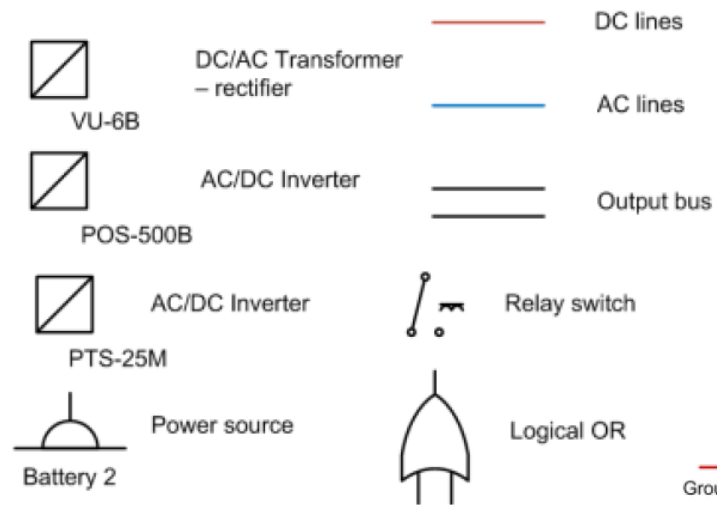 DC lines
DC/AC Transformer
– rectifier
VU-6B
AC lines
AC/DC Inverter
Output bus
POS-500B
AC/DC Inverter
Relay switch
PTS-25M
Power source
Logical OR
Battery 2